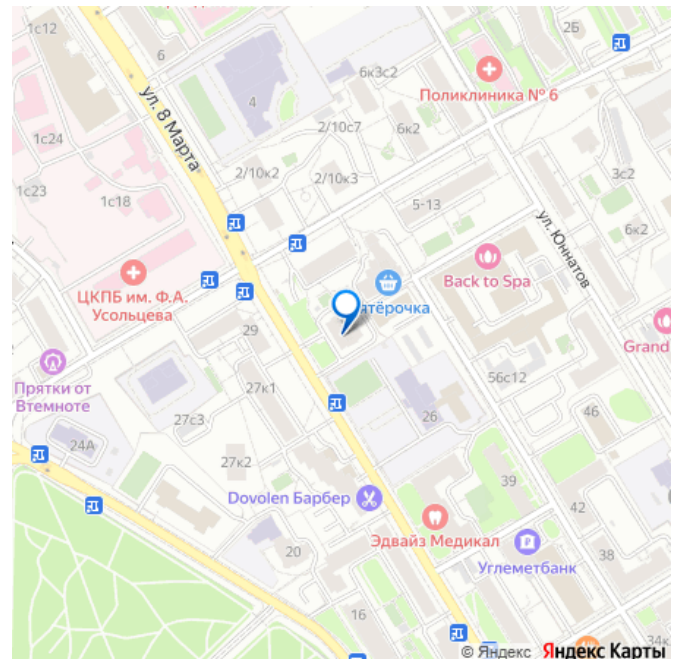 1с12
6
2Б
ул. 8 Марта
4
6к3с2
Поликлиника № 6
1с24
2/10с7
6к2
2/10к2
2/10к3
3с2
1с23
1с18
5-13
ул. Юннатов
6к2
Back to Spa
ЦКПБ им. Ф.А.
Усольцева
ятёрочка
29
Grand
Прятки от
Втемноте
56с12
27к1
27с3
26
46
24А
27к2
39
Dovolen Барбер
42
Эдвайз Медикал
20
Углеметбанк
38
16
34к
© Яндекс Яндекс Карты